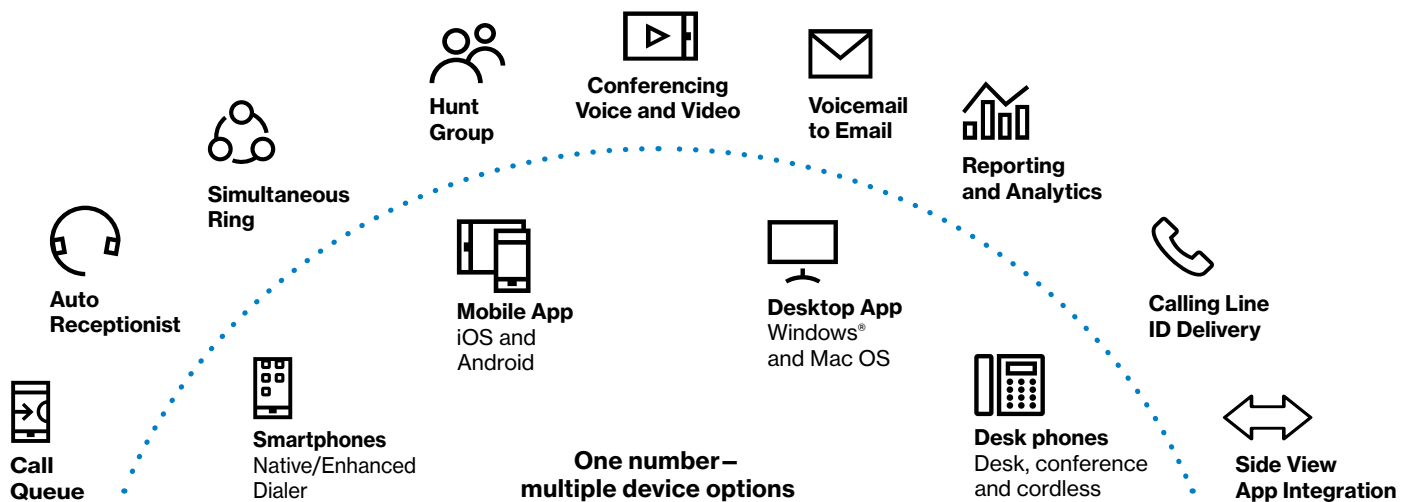 Conferencing
Voice and Video
Hunt
Group
Voicemail
to Email
Reporting
and Analytics
Simultaneous
Ring
Auto
Receptionist
Mobile App
iOS and
Android
Desktop App
Windows®
and Mac OS
Calling Line
ID Delivery
Call
Queue
Smartphones
Native/Enhanced
Dialer
One number—
multiple device options
Desk phones
Desk, conference
and cordless
Side View
App Integration